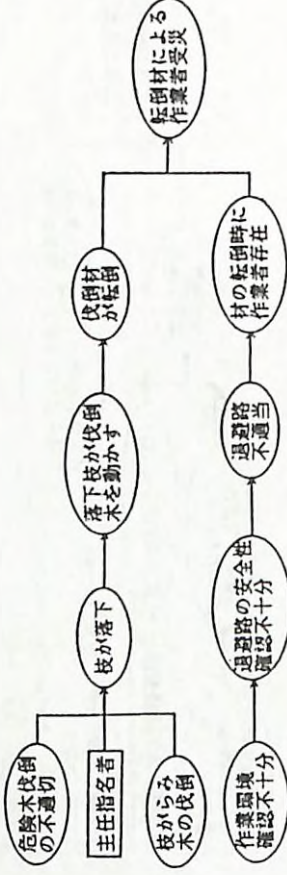 危険木伐倒
の不適切
主任指名者
枝がらみ
木の伐倒
枝が落下
落下枝が伐倒
木を動かす
伐倒材
が転倒
作業環境
確認不十分
退避路の安全性
確認不十分
退避路
不適当
材の転倒時に
作業者存在
転倒材による
作業者受災